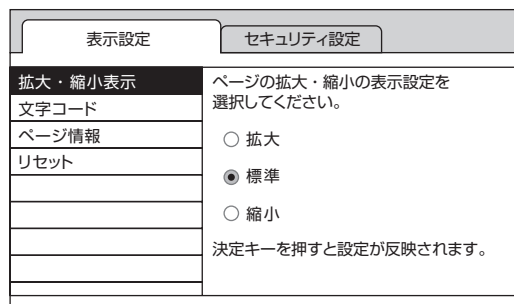 表示設定
セキュリティ設定
拡大・縮小表示
文字コード
ページ情報
リセット
ページの拡大・縮小の表示設定を
選択してください。
拡大
標準
縮小
決定キーを押すと設定が反映されます。